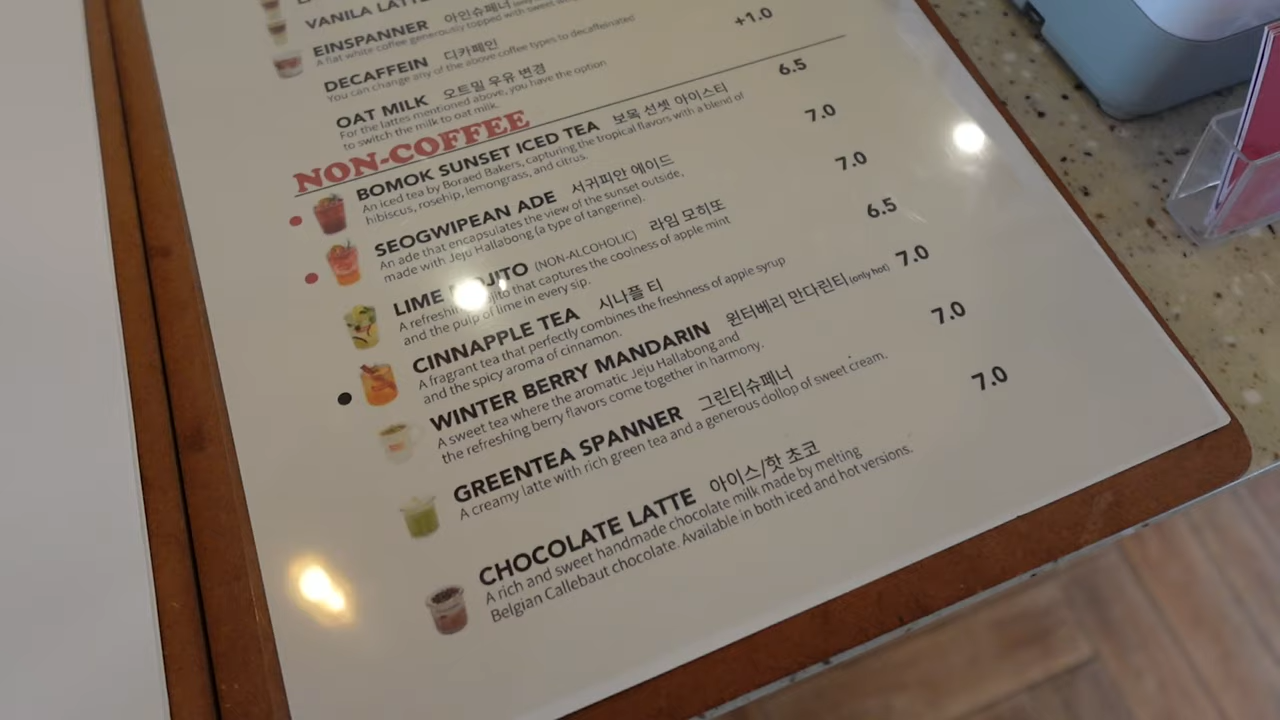 VANILA LATTE
EINSPANNER 아인슈페너
A flat white coffee generously topped with sweet
DECAFFEIN 디카페인 +1.0
You can change any of the above coffee types to decaffeinated
OAT MILK 오트밀 우유 변경
For the lattes mentioned above, you have the option
to switch the milk to oat milk.
NON-COFFEE
BOMOK SUNSET ICED TEA 보목 선셋 아이스티 6.5
An iced tea by Boraed Bakers, capturing the tropical flavors with a blend of
hibiscus, rosehip, lemongrass, and citrus.
SEOGWIPEAN ADE 서귀피안 에이드 7.0
An ade that encapsulates the view of the sunset outside,
made with Jeju Hallabong (a type of tangerine).
LIME MOJITO (NON-ALCOHOLIC) 라임 모히또 7.0
A refreshing mojito that captures the coolness of apple mint
and the pulp of lime in every sip.
CINNAPPLE TEA 시나플 티 6.5
A fragrant tea that perfectly combines the freshness of apple syrup
and the spicy aroma of cinnamon.
WINTER BERRY MANDARIN 윈터베리 만다린티 (only hot) 7.0
A sweet tea where the aromatic Jeju Hallabong and
the refreshing berry flavors come together in harmony.
GREENTEA SPANNER 그린티슈페너 7.0
A creamy latte with rich green tea and a generous dollop of sweet cream.
CHOCOLATE LATTE 아이스/핫 초코 7.0
A rich and sweet handmade chocolate milk made by melting
Belgian Callebaut chocolate. Available in both iced and hot versions.